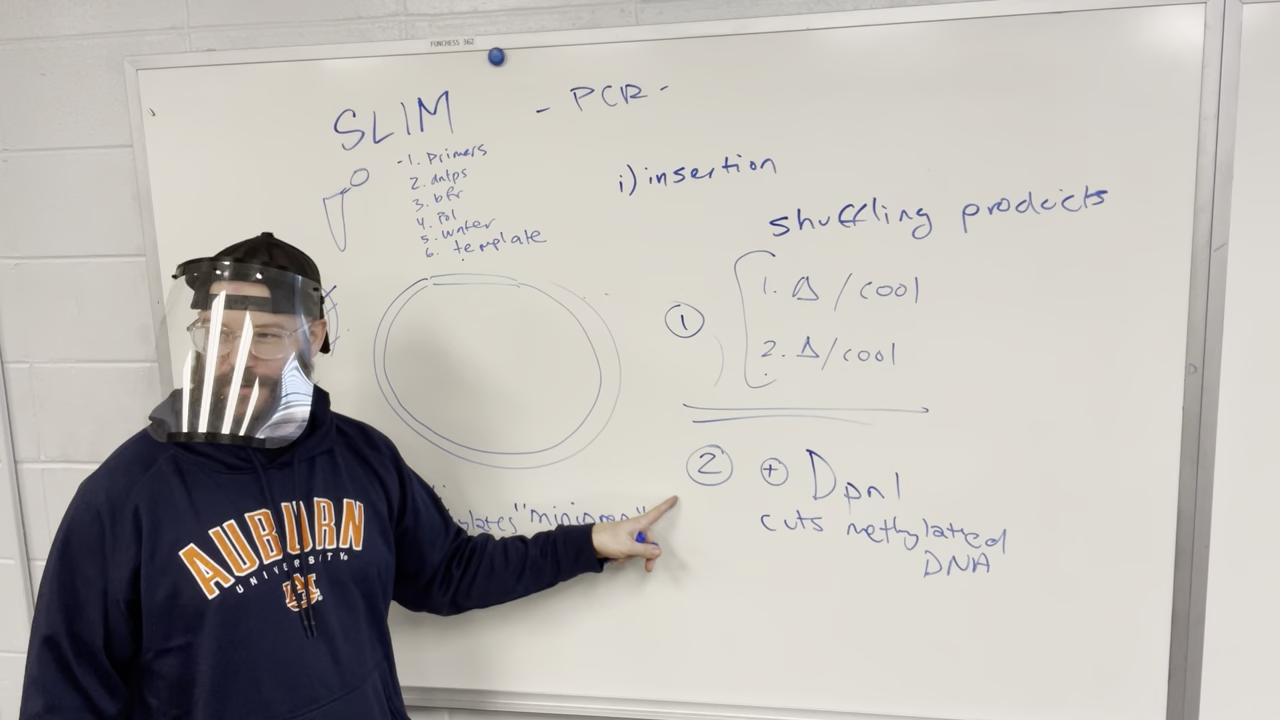 FUNCHESS 362
SLIM - PCR -
-1. Primers
2. dntps
3. bfr
4. Pol
5. water
6. template
i) insertion
shuffling products
1. Δ / cool
1
2. Δ/cool
2 + DpnI
cuts methylated
DNA
AUBURN
UNIVERSITY
AU